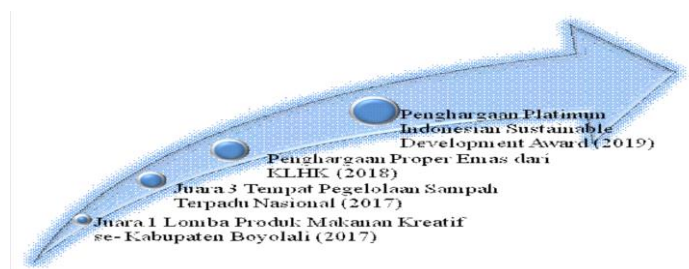 Penghargaan Platimun
Indonesian Sustainable
Development Award (2019)
Penghargaan Proper Emas dari
KLHK (2018)
Juara 3 Tempat Pegelolaan Sampah
Terpadu Nasional (2017)
Juara 1 Lomba Produk Makanan Kreatif
se- Kabupaten Boyolali (2017)